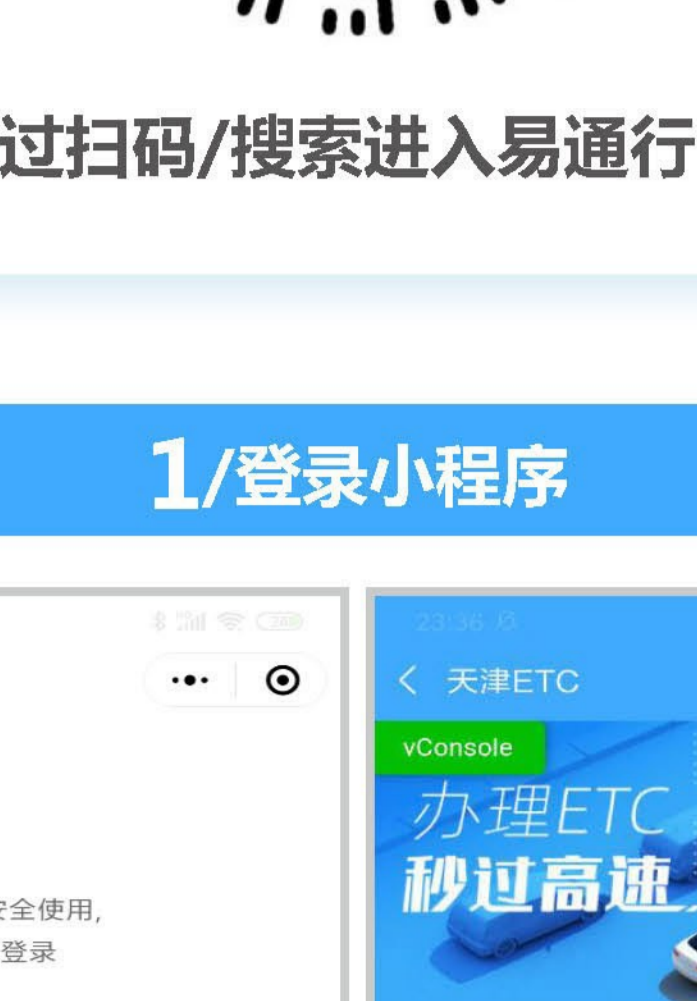 过扫码/搜索进入易通行
1/登录小程序
23:36
天津ETC
vConsole
办理ETC
秒过高速
安全使用,
登录